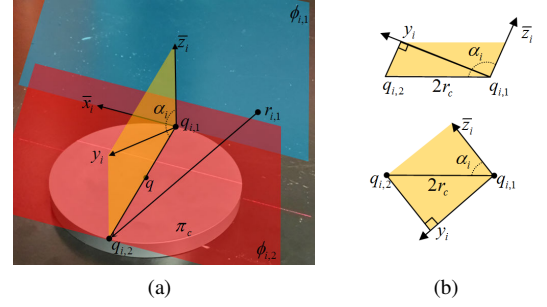 ϕ_{i,1}
z̅_i
x̅_i
α_i
r_{i,1}
q_{i,1}
y_i
q
π_c
q_{i,2}
ϕ_{i,2}
(a)
y_i
z̅_i
α_i
q_{i,2}
2r_c
q_{i,1}
z̅_i
α_i
q_{i,2}
2r_c
q_{i,1}
y_i
(b)